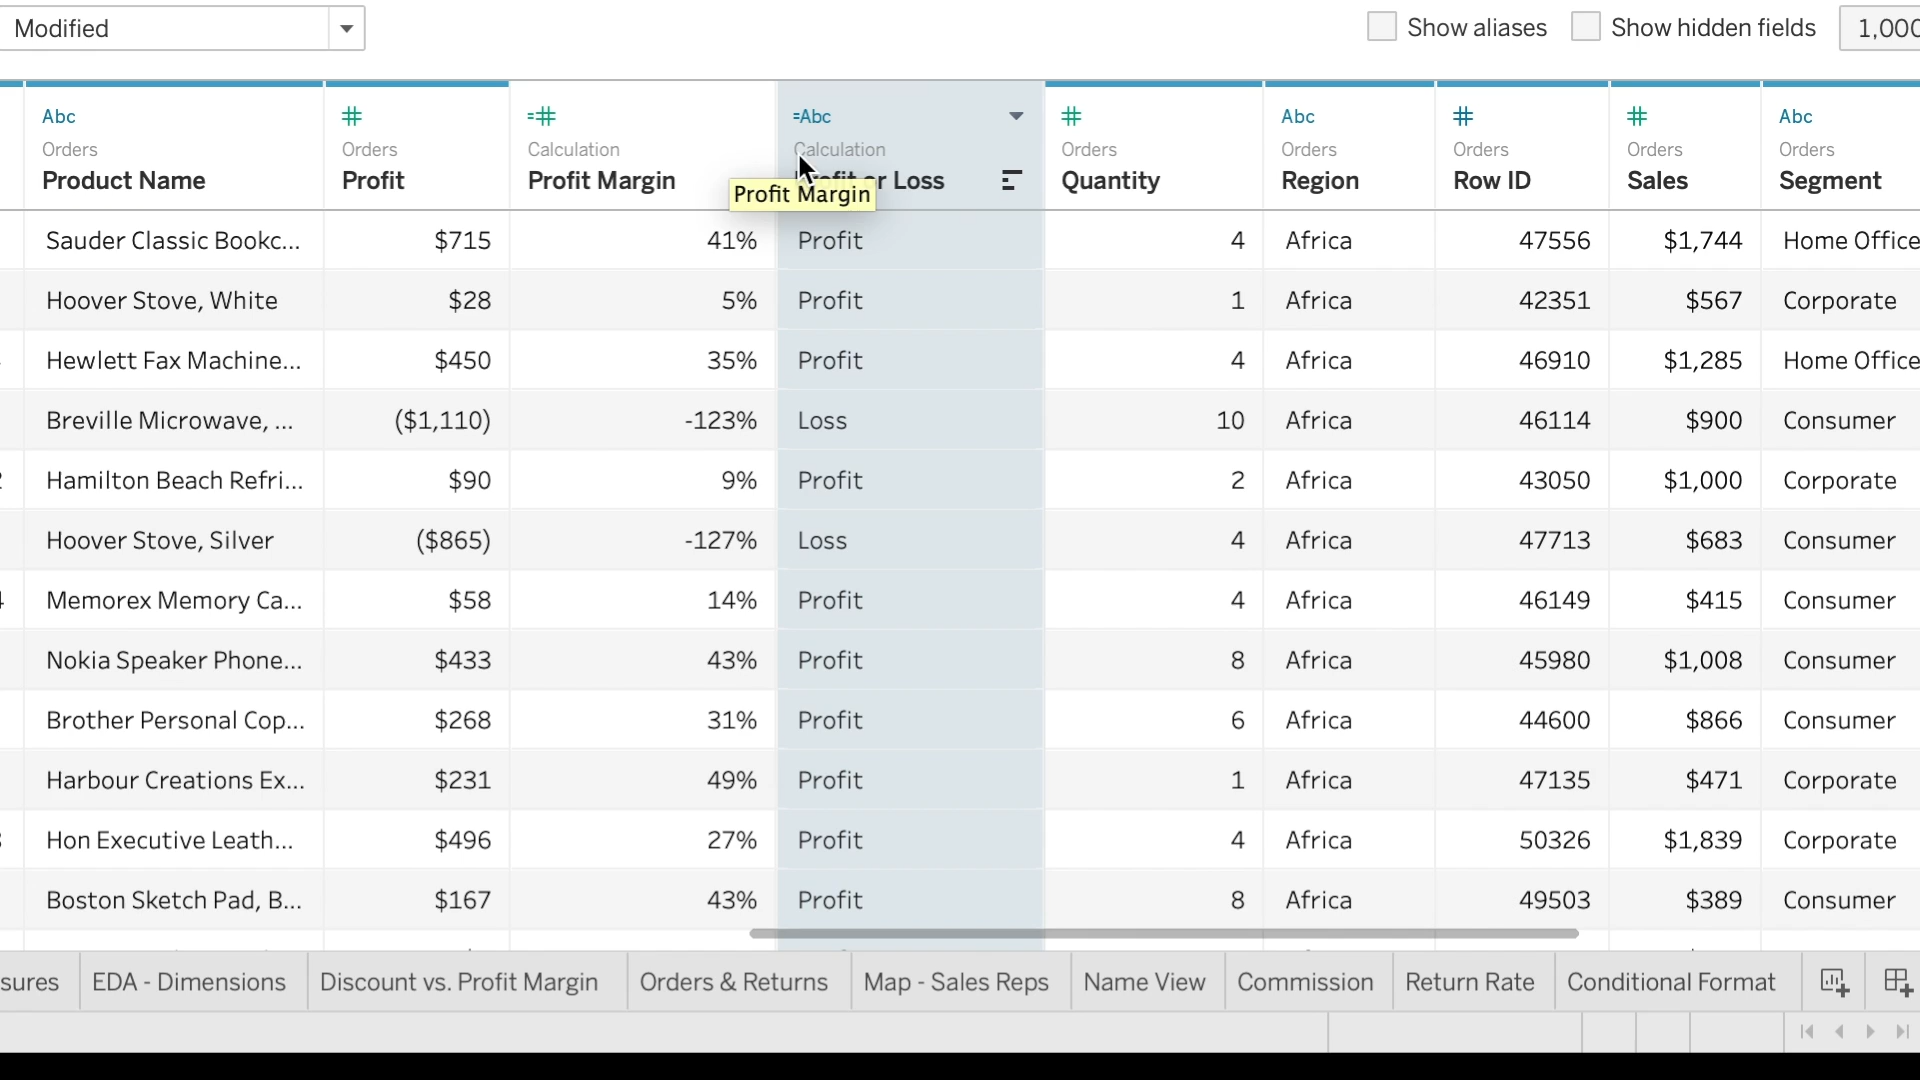 Modified
Show aliases Show hidden fields 1,000
Abc =Abc Abc Abc
Orders Orders Calculation Calculation Orders Orders Orders Orders Orders
Product Name Profit Profit Margin Profit or Loss Quantity Region Row ID Sales Segment
Profit Margin
Sauder Classic Bookc... $715 41% Profit 4 Africa 47556 $1,744 Home Office
Hoover Stove, White $28 5% Profit 1 Africa 42351 $567 Corporate
Hewlett Fax Machine... $450 35% Profit 4 Africa 46910 $1,285 Home Office
Breville Microwave, ... ($1,110) -123% Loss 10 Africa 46114 $900 Consumer
Hamilton Beach Refri... $90 9% Profit 2 Africa 43050 $1,000 Corporate
Hoover Stove, Silver ($865) -127% Loss 4 Africa 47713 $683 Consumer
Memorex Memory Ca... $58 14% Profit 4 Africa 46149 $415 Consumer
Nokia Speaker Phone... $433 43% Profit 8 Africa 45980 $1,008 Consumer
Brother Personal Cop... $268 31% Profit 6 Africa 44600 $866 Consumer
Harbour Creations Ex... $231 49% Profit 1 Africa 47135 $471 Corporate
Hon Executive Leath... $496 27% Profit 4 Africa 50326 $1,839 Corporate
Boston Sketch Pad, B... $167 43% Profit 8 Africa 49503 $389 Consumer
sures EDA - Dimensions Discount vs. Profit Margin Orders & Returns Map - Sales Reps Name View Commission Return Rate Conditional Format